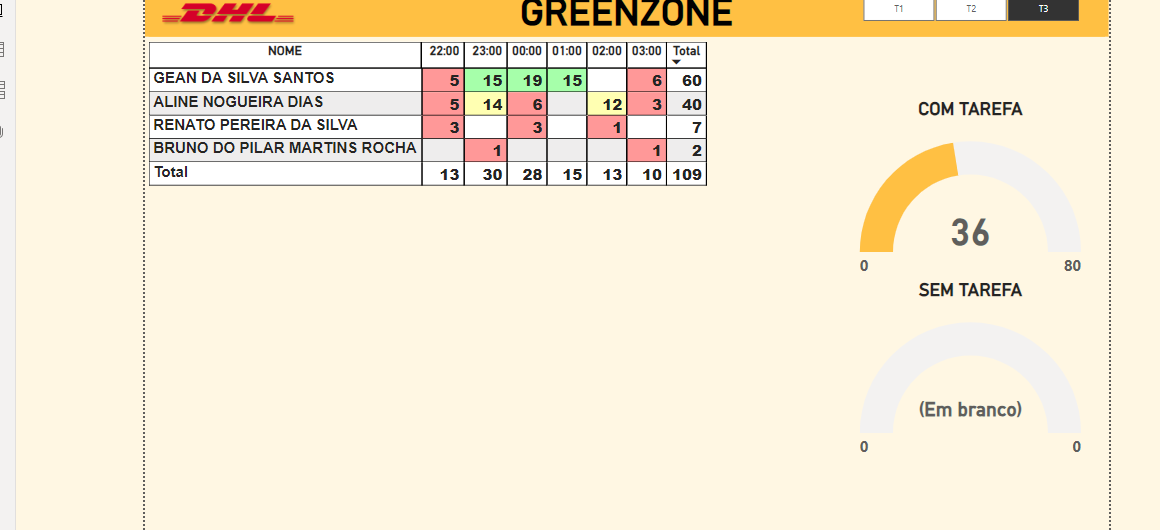 DHL GREENZONE T1 T2 T3
NOME 22:00 23:00 00:00 01:00 02:00 03:00 Total
GEAN DA SILVA SANTOS 5 15 19 15 6 60
ALINE NOGUEIRA DIAS 5 14 6 12 3 40
RENATO PEREIRA DA SILVA 3 3 1 7
BRUNO DO PILAR MARTINS ROCHA 1 1 2
Total 13 30 28 15 13 10 109
COM TAREFA
36
0 80
SEM TAREFA
(Em branco)
0 0